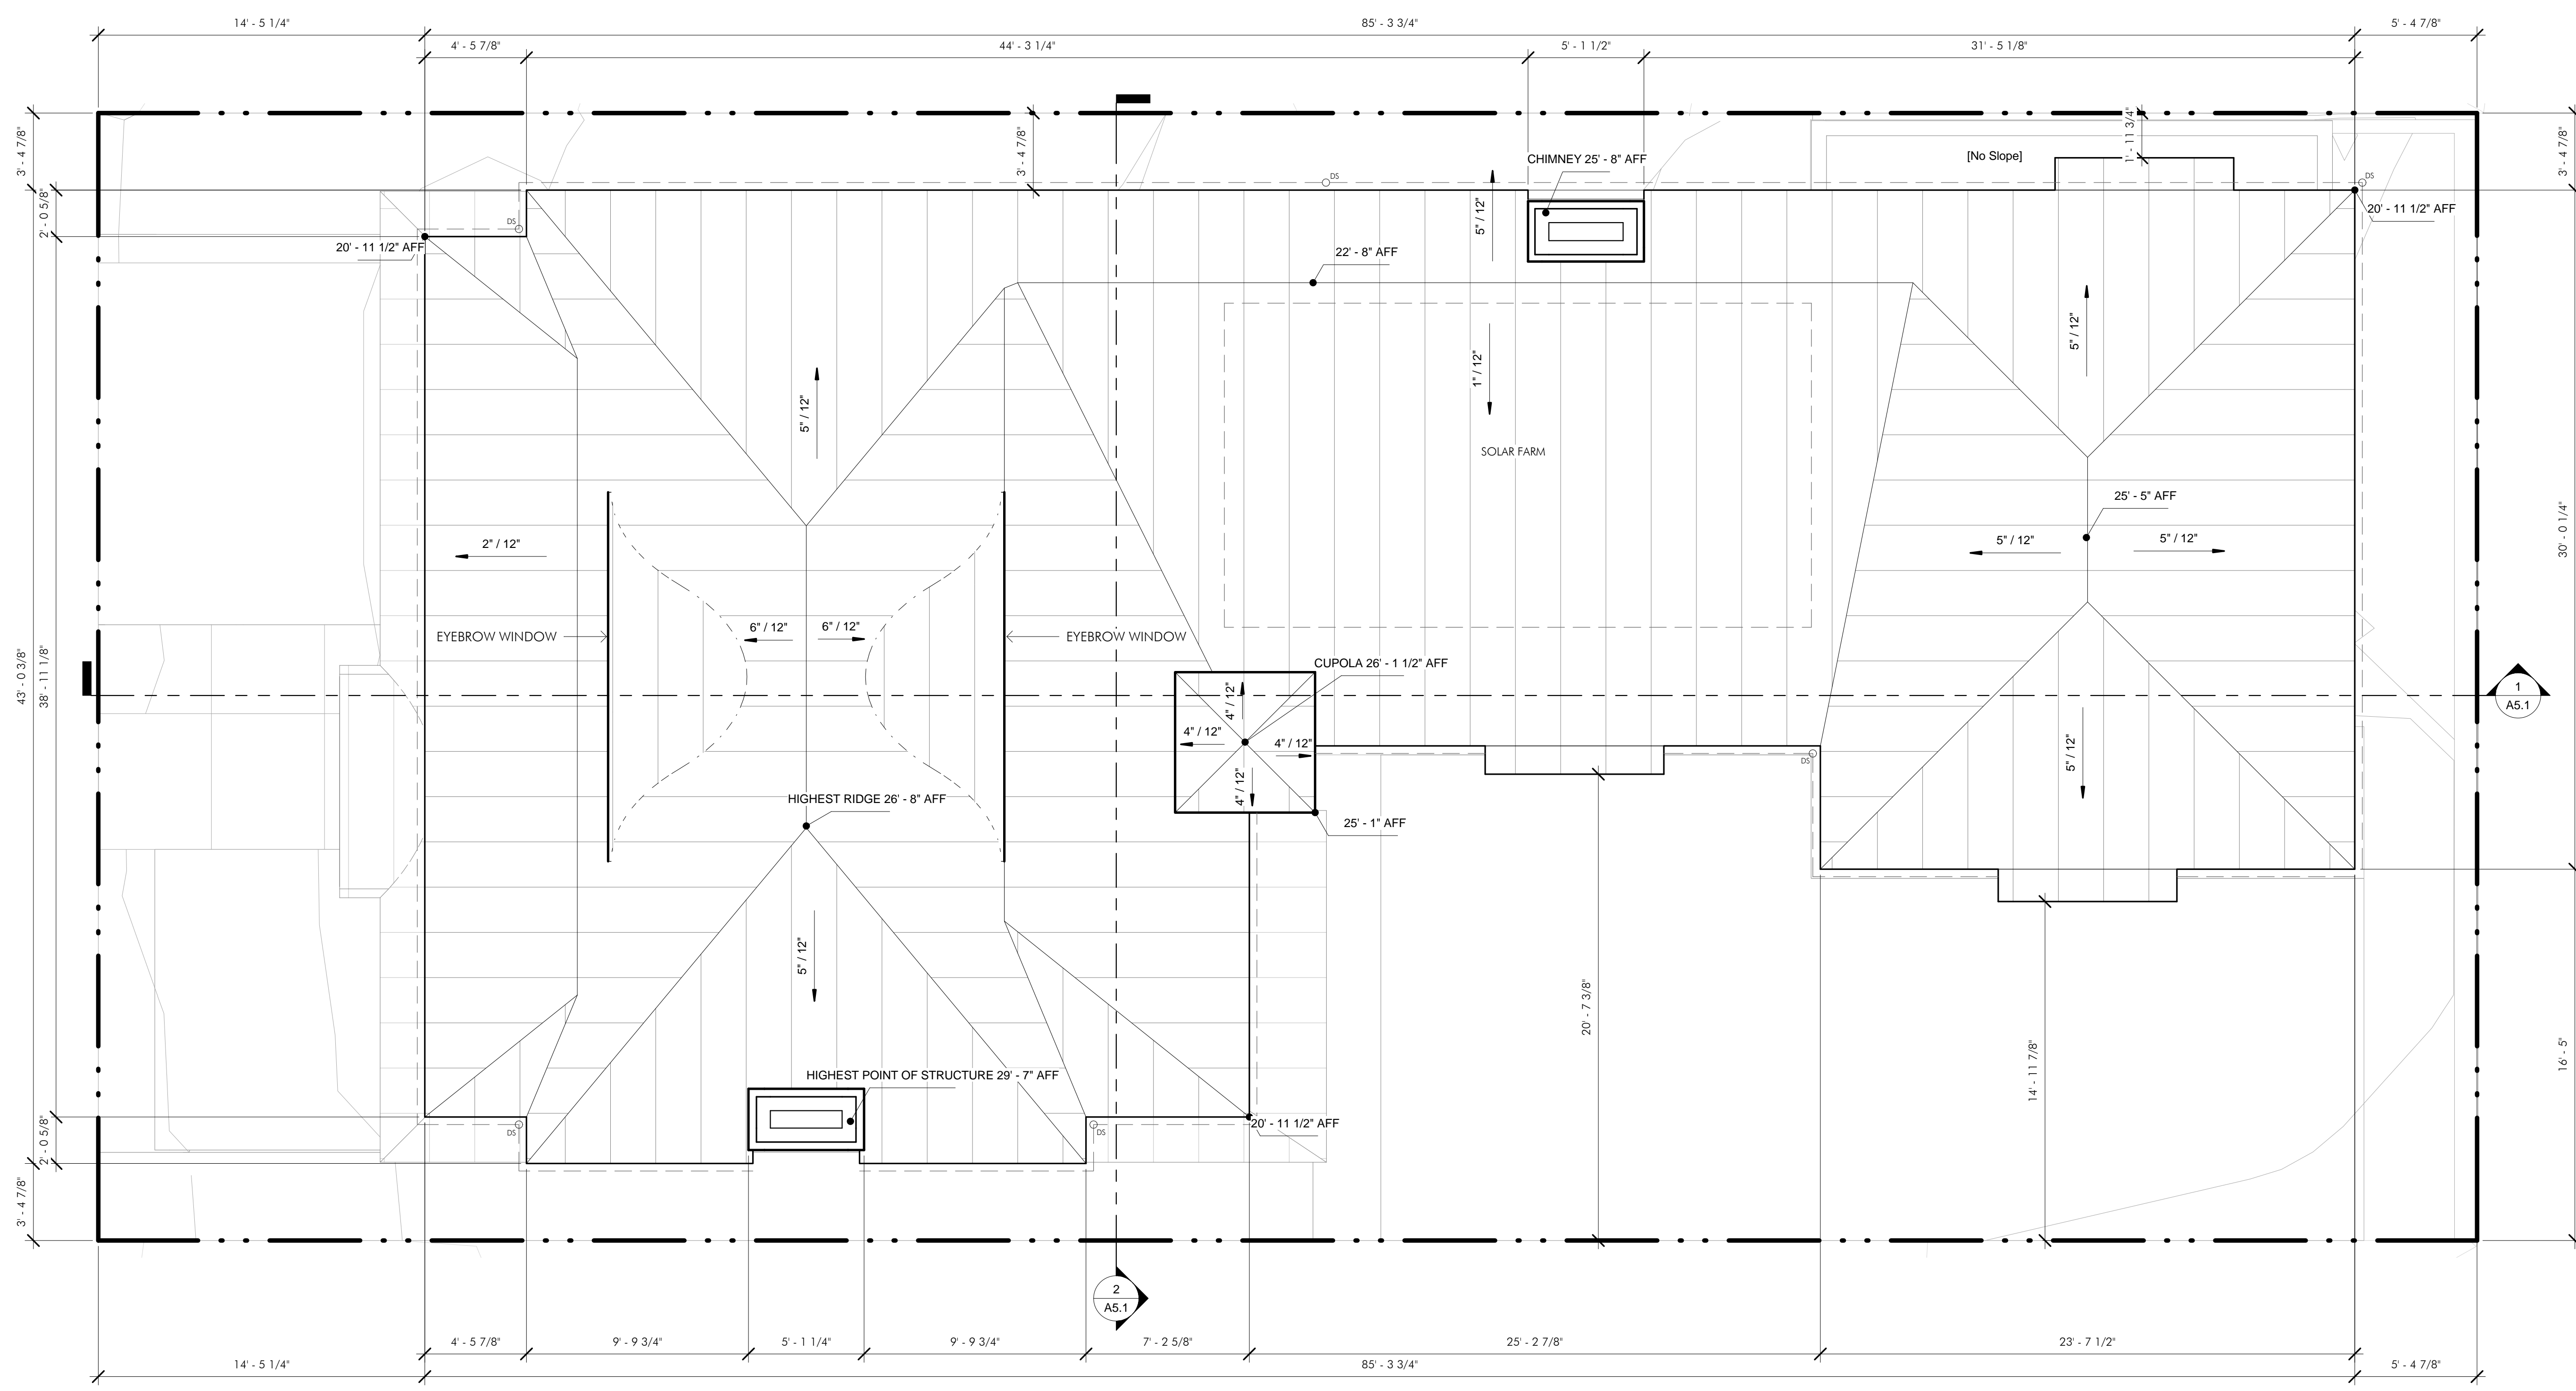 14' - 5 1/4"
85' - 3 3/4"
5' - 4 7/8"
4' - 5 7/8"
44' - 3 1/4"
5' - 1 1/2"
31' - 5 1/8"
3' - 4 7/8"
3' - 4 7/8"
1' - 11 3/4"
3' - 4 7/8"
[No Slope]
CHIMNEY 25' - 8" AFF
DS
DS
2' - 0 5/8"
5" / 12"
20' - 11 1/2" AFF
DS
20' - 11 1/2" AFF
22' - 8" AFF
5" / 12"
1" / 12"
5" / 12"
SOLAR FARM
25' - 5" AFF
30' - 0 1/4"
2" / 12"
5" / 12"
5" / 12"
EYEBROW WINDOW
6" / 12"
6" / 12"
EYEBROW WINDOW
43' - 0 3/8"
38' - 11 1/8"
CUPOLA 26' - 1 1/2" AFF
1
A5.1
4" / 12"
4" / 12"
4" / 12"
4" / 12"
DS
5" / 12"
HIGHEST RIDGE 26' - 8" AFF
25' - 1" AFF
5" / 12"
20' - 7 3/8"
14' - 11 7/8"
16' - 5"
HIGHEST POINT OF STRUCTURE 29' - 7" AFF
20' - 11 1/2" AFF
DS
DS
2' - 0 5/8"
3' - 4 7/8"
2
A5.1
4' - 5 7/8"
9' - 9 3/4"
5' - 1 1/4"
9' - 9 3/4"
7' - 2 5/8"
25' - 2 7/8"
23' - 7 1/2"
14' - 5 1/4"
85' - 3 3/4"
5' - 4 7/8"